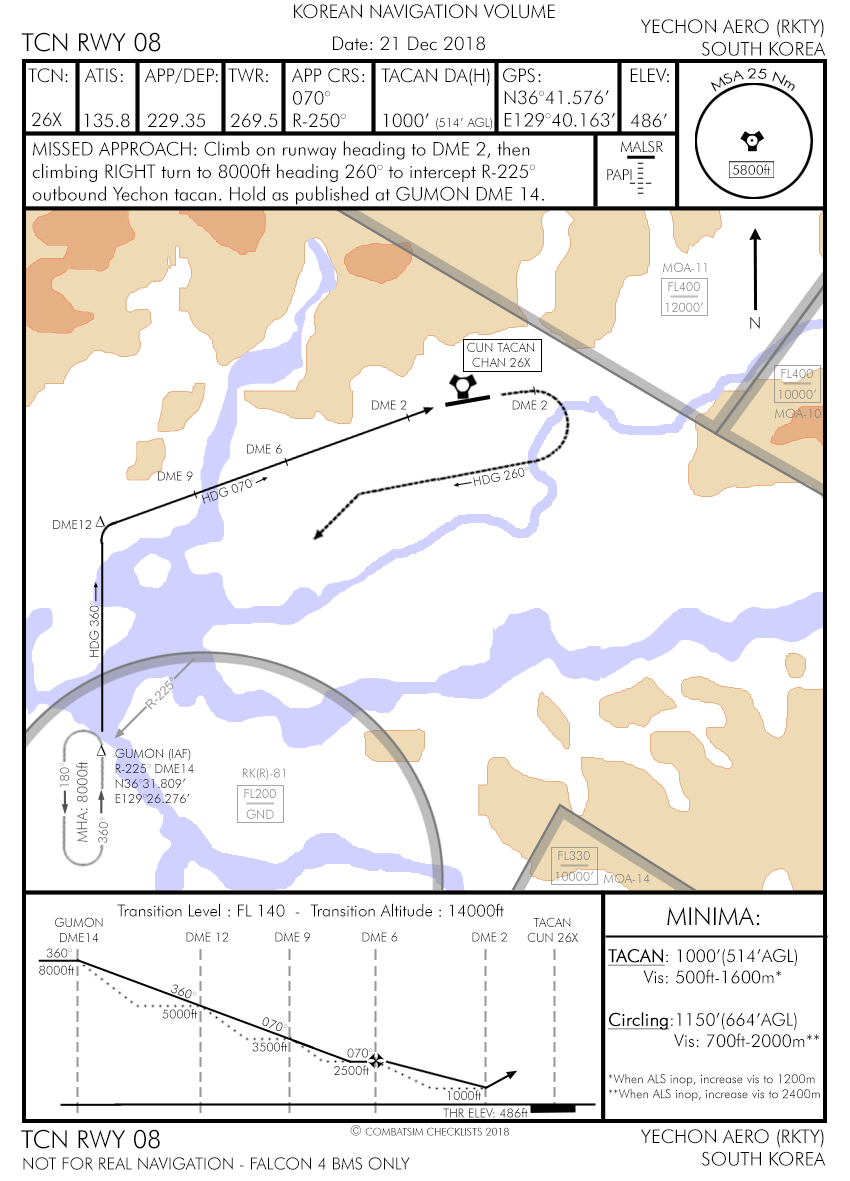 KOREAN NAVIGATION VOLUME
TCN RWY 08
Date: 21 Dec 2018
YECHON AERO (RKTY)
SOUTH KOREA
TCN:
26X
ATIS:
135.8
APP/DEP:
229.35
TWR:
269.5
APP CRS:
070°
R-250°
TACAN DA(H)
1000' (514' AGL)
GPS:
N36°41.576'
E129°40.163'
ELEV:
486'
MSA 25 Nm
5800ft
MISSED APPROACH: Climb on runway heading to DME 2, then
climbing RIGHT turn to 8000ft heading 260° to intercept R-225°
outbound Yechon tacan. Hold as published at GUMON DME 14.
MALSR
PAPI
MOA-11
FL400
12000'
N
CUN TACAN
CHAN 26X
FL400
10000'
MOA-10
DME 2
DME 2
DME 6
DME 9
HDG 070°
HDG 260°
DME12
HDG 360°
R-225°
GUMON (IAF)
R-225° DME14
N36°31.809'
E129°26.276'
180°
MHA: 8000ft
360°
RK(R)-81
FL200
GND
FL330
10000'
MOA-14
Transition Level : FL 140 - Transition Altitude : 14000ft
GUMON
DME14
DME 12
DME 9
DME 6
DME 2
TACAN
CUN 26X
360°
8000ft
360°
5000ft
070°
3500ft
070°
2500ft
1000ft
THR ELEV: 486ft
MINIMA:
TACAN: 1000'(514'AGL)
Vis: 500ft-1600m*
Circling:1150'(664'AGL)
Vis: 700ft-2000m**
*When ALS inop, increase vis to 1200m
**When ALS inop, increase vis to 2400m
TCN RWY 08
© COMBATSIM CHECKLISTS 2018
YECHON AERO (RKTY)
NOT FOR REAL NAVIGATION - FALCON 4 BMS ONLY
SOUTH KOREA